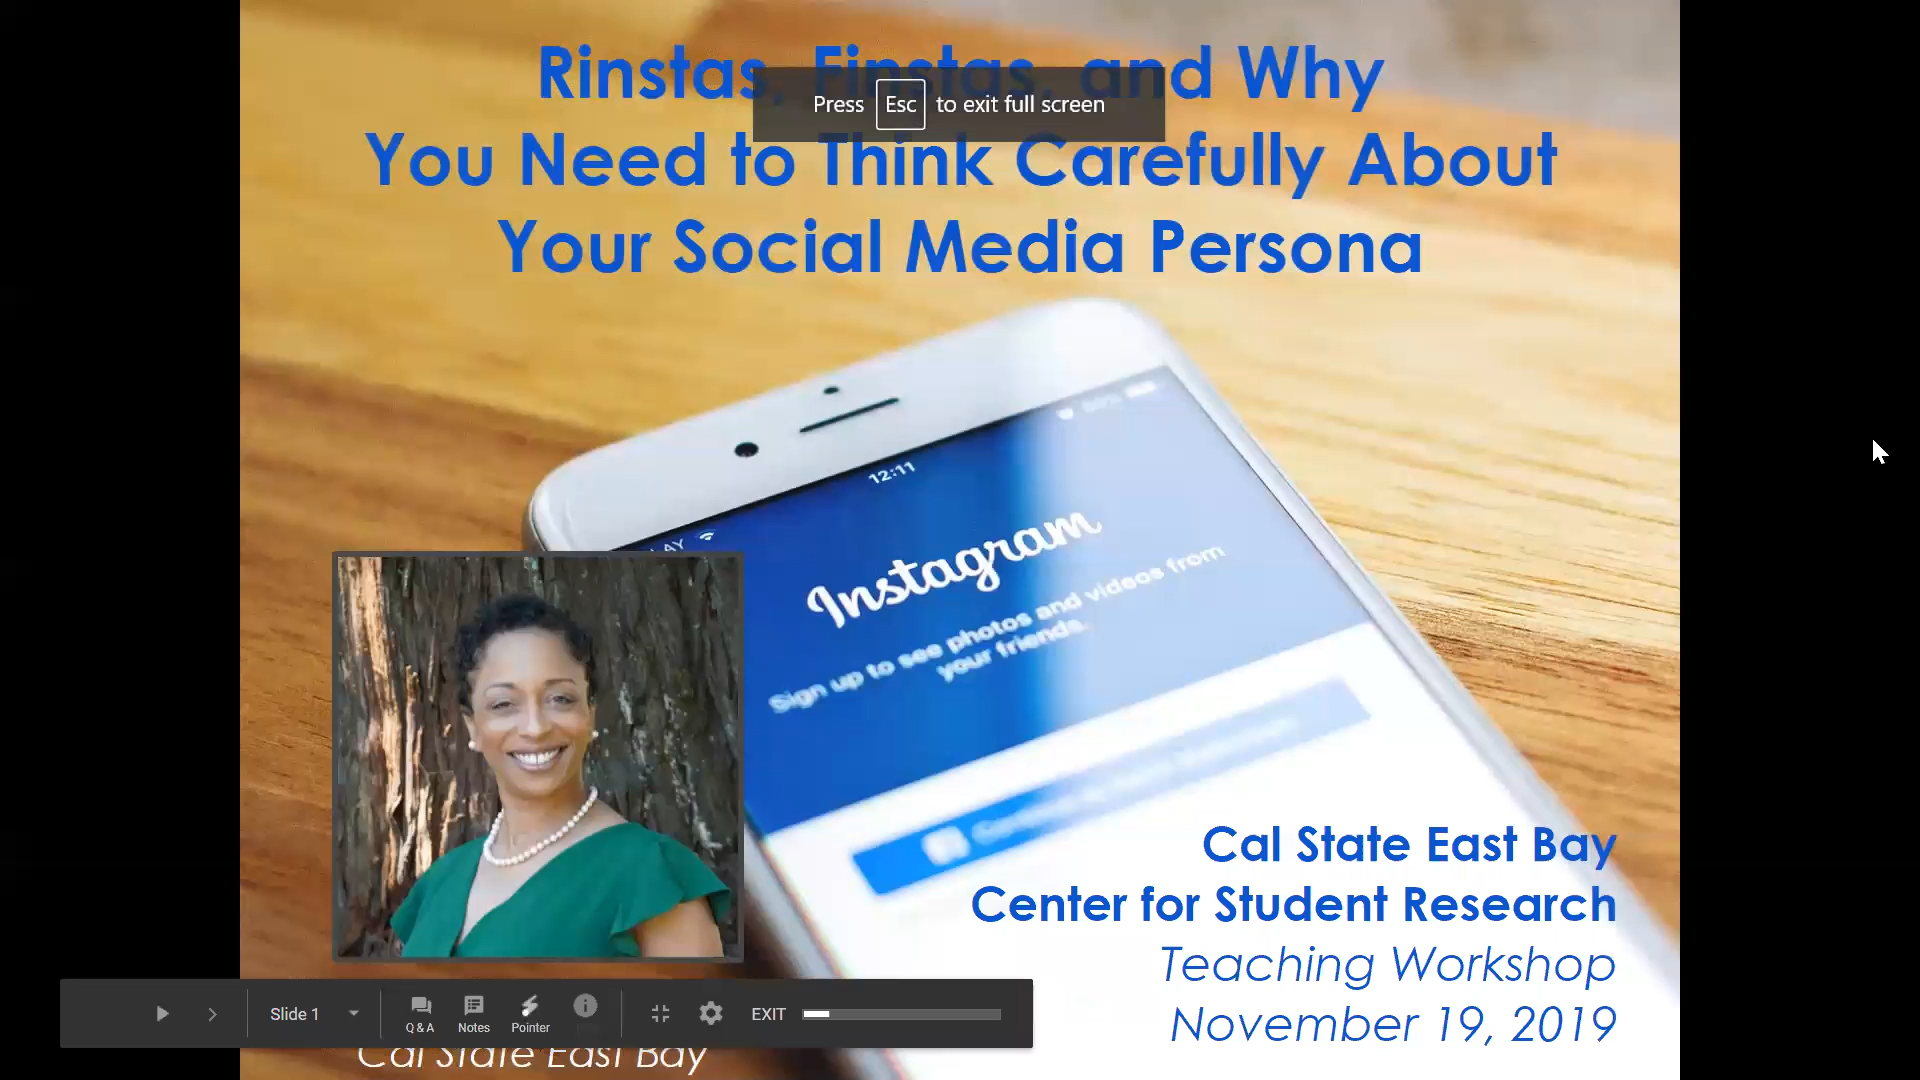 Rinstas, Finstas, and Why
You Need to Think Carefully About
Your Social Media Persona
Press Esc to exit full screen
12:11
LAY
Instagram
Sign up to see photos and videos from
your friends.
Cal State East Bay
Center for Student Research
Teaching Workshop
November 19, 2019
Slide 1
Q & A
Notes
Pointer
EXIT
Cal State East Bay